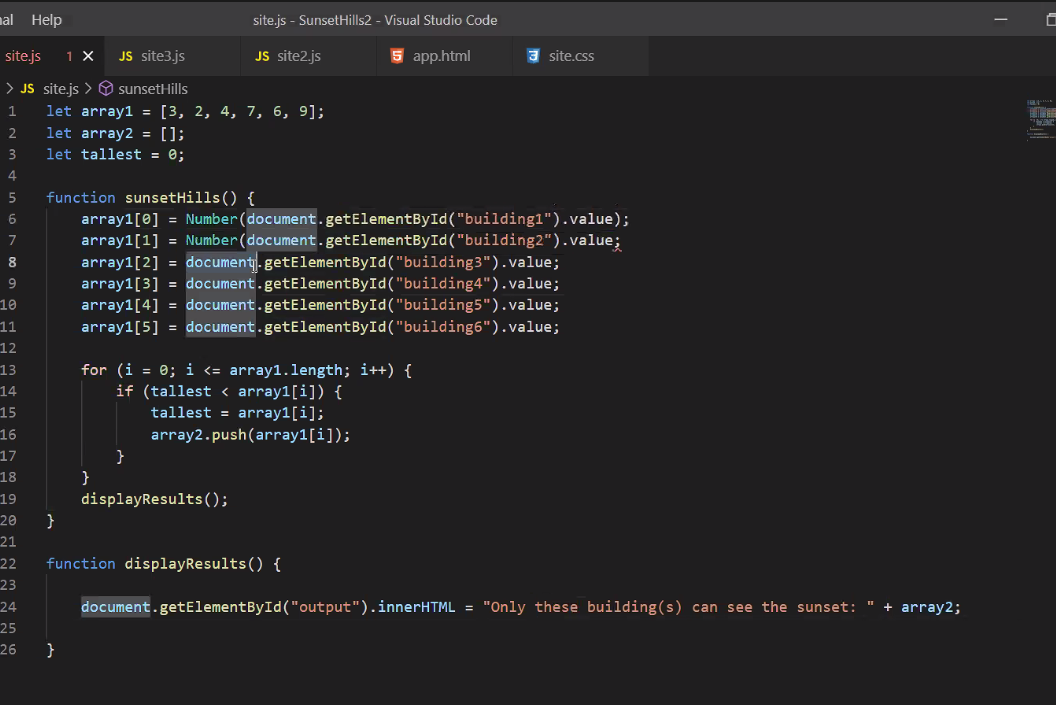 al Help site.js - SunsetHills2 - Visual Studio Code
site.js 1 JS site3.js JS site2.js app.html site.css
JS site.js sunsetHills
1 let array1 = [3, 2, 4, 7, 6, 9];
2 let array2 = [];
3 let tallest = 0;
4
5 function sunsetHills() {
6 array1[0] = Number(document.getElementById("building1").value);
7 array1[1] = Number(document.getElementById("building2").value;
8 array1[2] = document.getElementById("building3").value;
9 array1[3] = document.getElementById("building4").value;
10 array1[4] = document.getElementById("building5").value;
11 array1[5] = document.getElementById("building6").value;
12
13 for (i = 0; i <= array1.length; i++) {
14 if (tallest < array1[i]) {
15 tallest = array1[i];
16 array2.push(array1[i]);
17 }
18 }
19 displayResults();
20 }
21
22 function displayResults() {
23
24 document.getElementById("output").innerHTML = "Only these building(s) can see the sunset: " + array2;
25
26 }